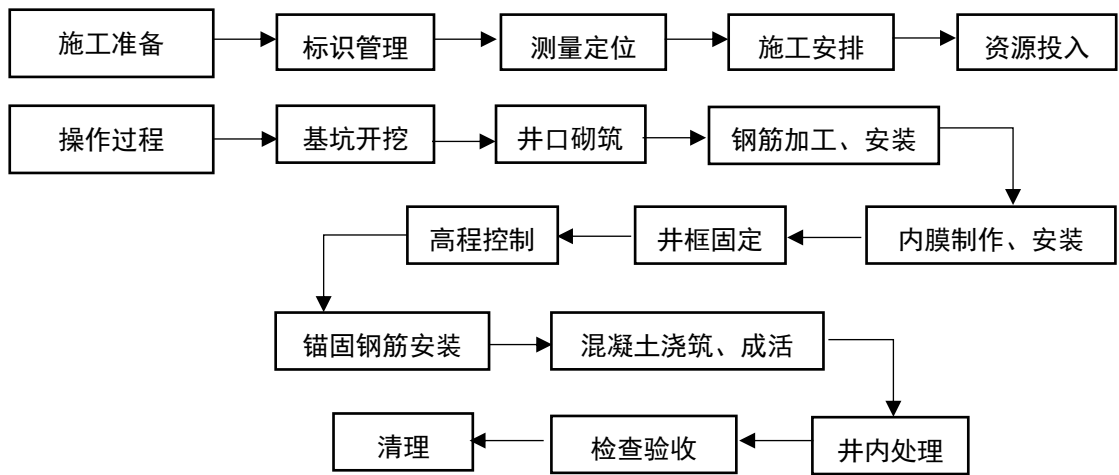 施工准备
标识管理
测量定位
施工安排
资源投入
操作过程
基坑开挖
井口砌筑
钢筋加工、安装
内膜制作、安装
井框固定
高程控制
锚固钢筋安装
混凝土浇筑、成活
井内处理
检查验收
清理